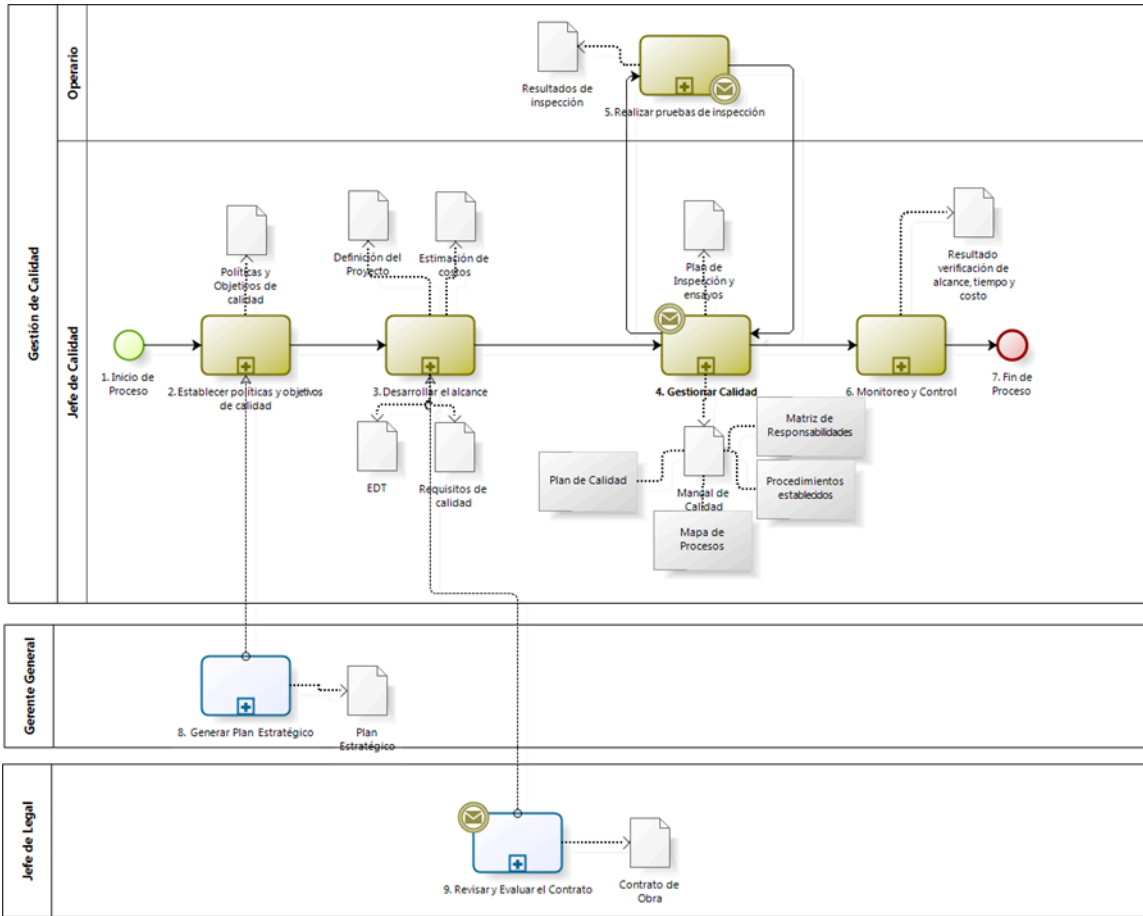 Gestión de Calidad
Operario
Resultados de
inspección
5. Realizar pruebas de inspección
Jefe de Calidad
Políticas y
Objetivos de
calidad
Definición del
Proyecto
Estimación de
costos
Plan de
Inspección y
ensayos
Resultado
verificación de
alcance, tiempo y
costo
1. Inicio de
Proceso
2. Establecer políticas y objetivos
de calidad
3. Desarrollar el alcance
4. Gestionar Calidad
6. Monitoreo y Control
7. Fin de
Proceso
EDT
Requisitos de
calidad
Plan de Calidad
Manual de
Calidad
Matriz de
Responsabilidades
Procedimientos
establecidos
Mapa de
Procesos
Gerente General
8. Generar Plan Estratégico
Plan
Estratégico
Jefe de Legal
9. Revisar y Evaluar el Contrato
Contrato de
Obra